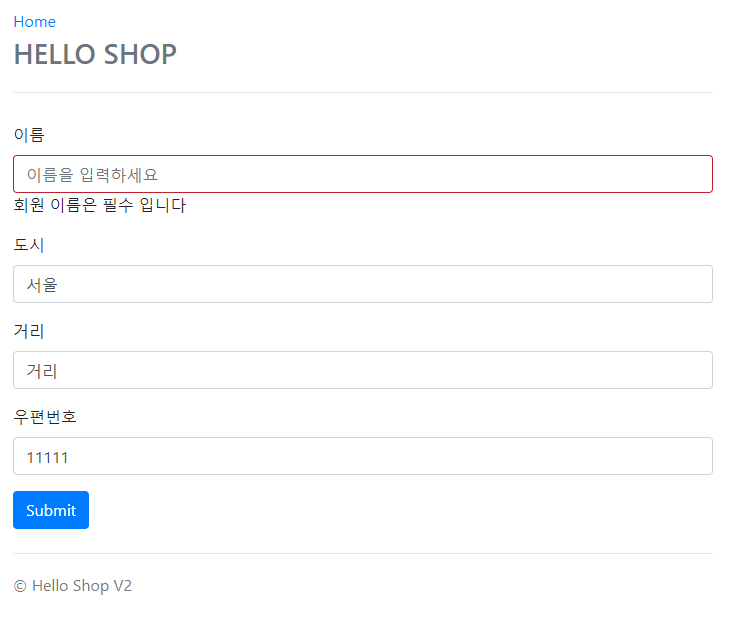 Home
HELLO SHOP
이름
이름을 입력하세요
회원 이름은 필수 입니다
도시
서울
거리
거리
우편번호
11111
Submit
© Hello Shop V2